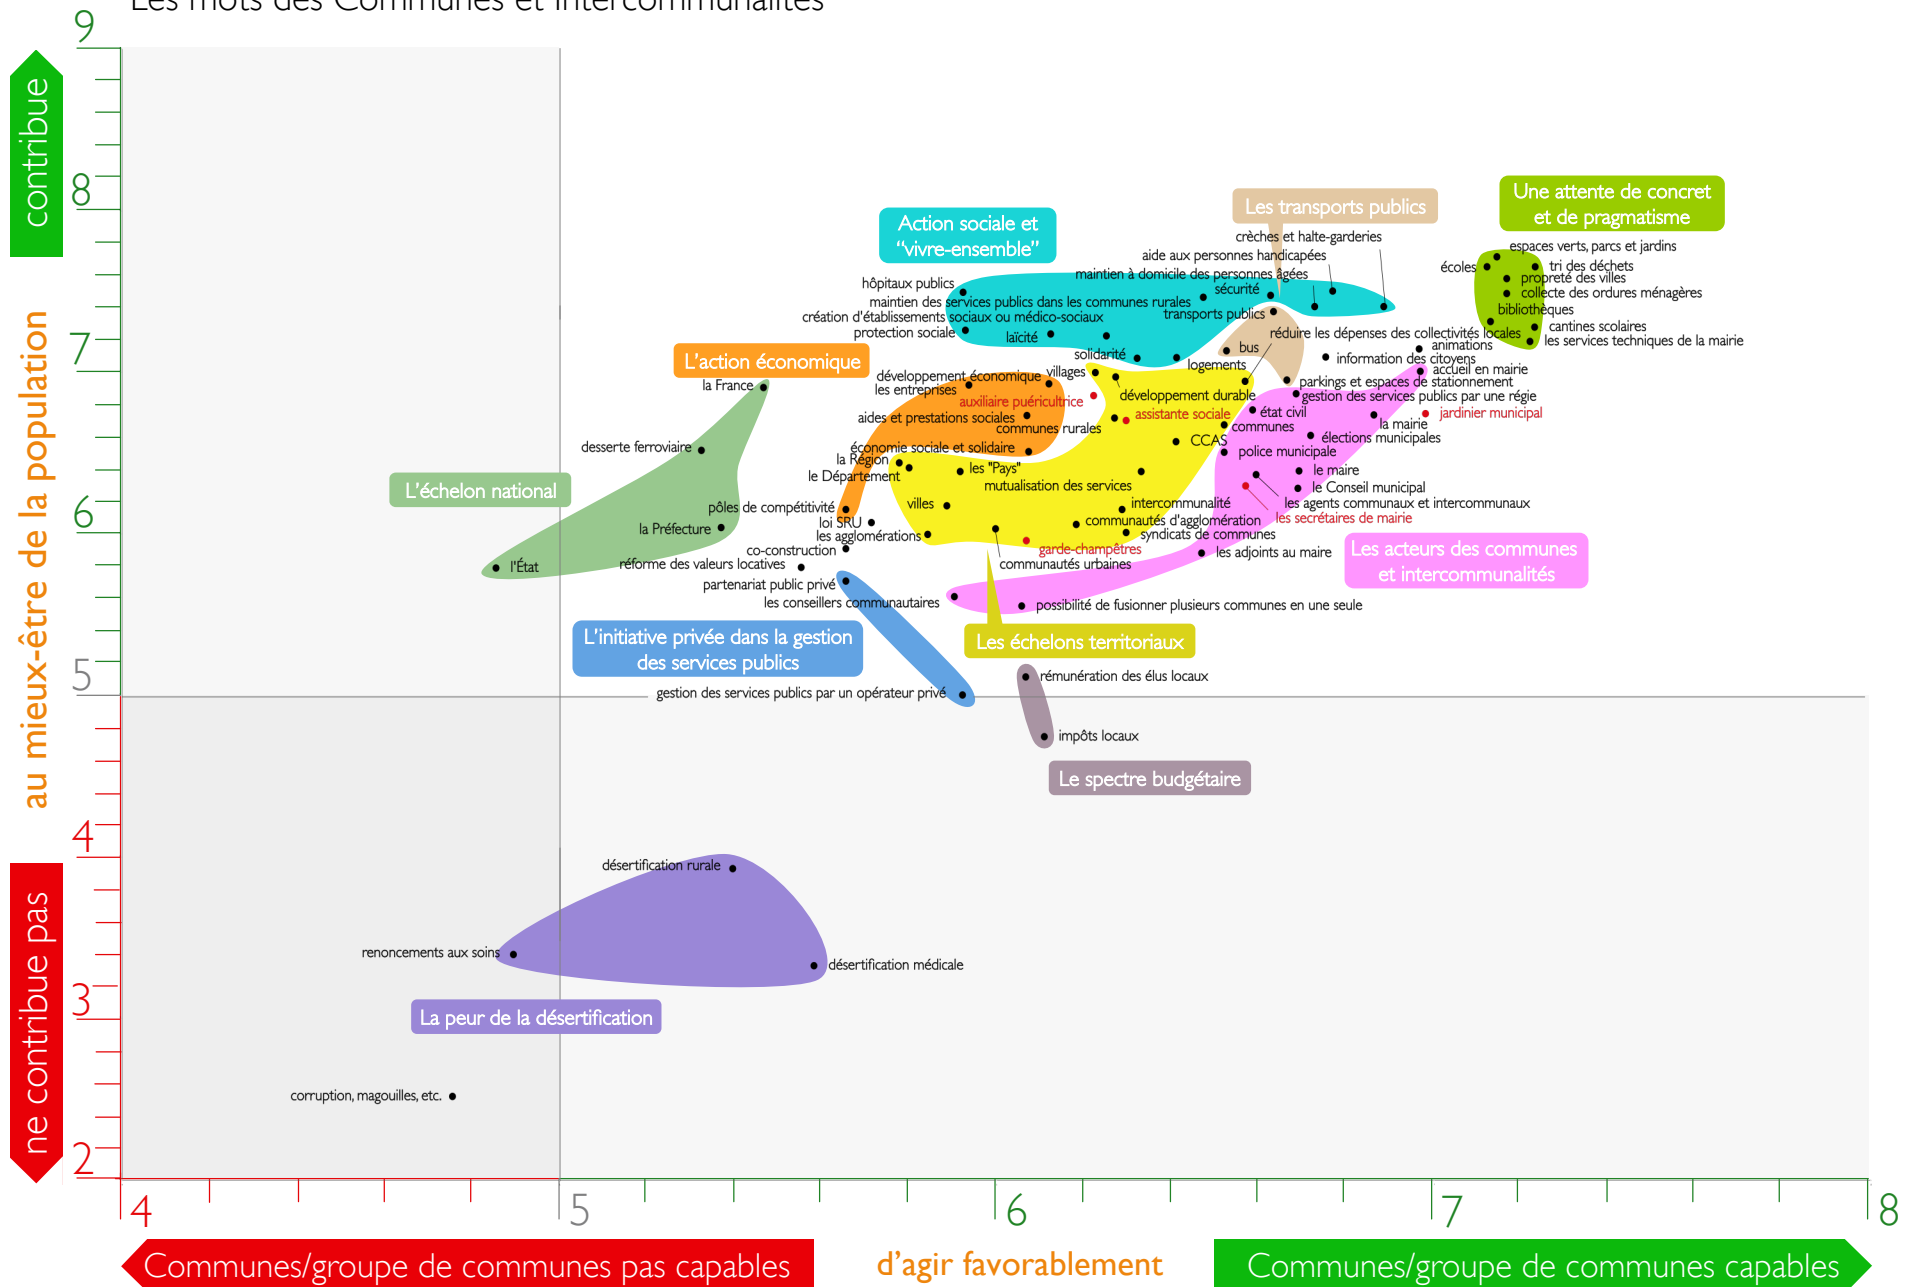 Les mots des Communes et intercommunalités
9
8
7
6
5
4
3
2
contribue
au mieux-être de la population
ne contribue pas
Une attente de concret
et de pragmatisme
Les transports publics
Action sociale et
“vivre-ensemble”
crèches et halte-garderies
espaces verts, parcs et jardins
aide aux personnes handicapées
écoles
tri des déchets
maintien à domicile des personnes âgées
propreté des villes
hôpitaux publics
sécurité
collecte des ordures ménagères
maintien des services publics dans les communes rurales
bibliothèques
création d'établissements sociaux ou médico-sociaux
transports publics
cantines scolaires
protection sociale
laïcité
réduire les dépenses des collectivités locales
les services techniques de la mairie
bus
animations
solidarité
information des citoyens
L'action économique
logements
accueil en mairie
villages
développement économique
parkings et espaces de stationnement
la France
les entreprises
développement durable
gestion des services publics par une régie
auxiliaire puéricultrice
assistante sociale
état civil
jardinier municipal
aides et prestations sociales
communes rurales
communes
la mairie
élections municipales
CCAS
desserte ferroviaire
économie sociale et solidaire
police municipale
la Région
les "Pays"
le maire
le Département
mutualisation des services
le Conseil municipal
L'échelon national
villes
intercommunalité
les agents communaux et intercommunaux
pôles de compétitivité
les secrétaires de mairie
loi SRU
communautés d'agglomération
la Préfecture
les agglomérations
syndicats de communes
co-construction
garde-champêtres
les adjoints au maire
Les acteurs des communes
et intercommunalités
l'État
réforme des valeurs locatives
communautés urbaines
partenariat public privé
les conseillers communautaires
possibilité de fusionner plusieurs communes en une seule
L'initiative privée dans la gestion
des services publics
Les échelons territoriaux
rémunération des élus locaux
gestion des services publics par un opérateur privé
impôts locaux
Le spectre budgétaire
désertification rurale
renoncements aux soins
désertification médicale
La peur de la désertification
corruption, magouilles, etc.
4
5
6
7
8
Communes/groupe de communes pas capables
d'agir favorablement
Communes/groupe de communes capables